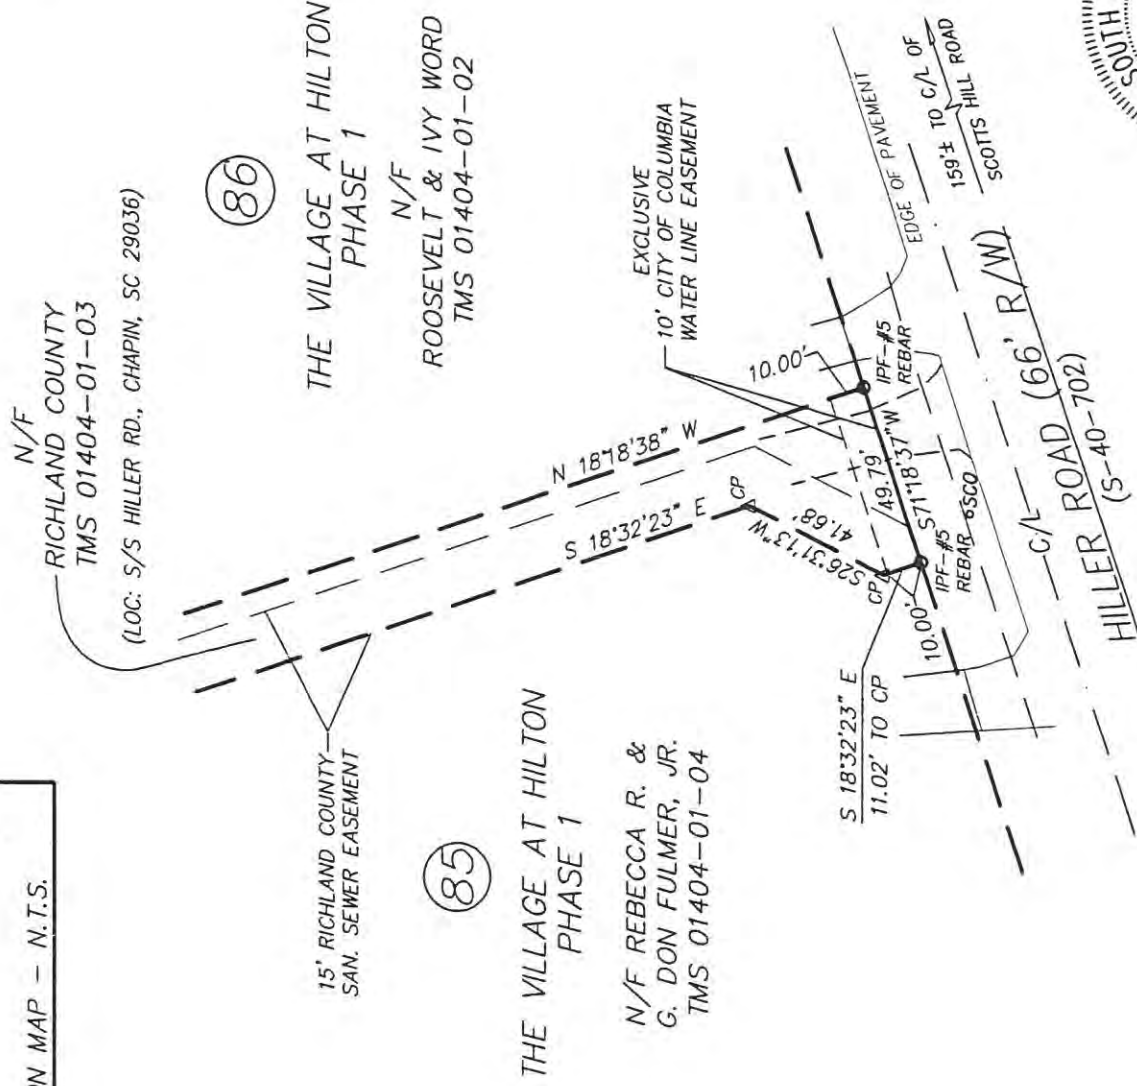 N/F
RICHLAND COUNTY
TMS 01404-01-03
(LOC: S/S HILLER RD., CHAPIN, SC 29036)
86
THE VILLAGE AT HILTON
PHASE 1
N/F
ROOSEVELT & IVY WORD
TMS 01404-01-02
ON MAP - N.T.S.
15' RICHLAND COUNTY
SAN. SEWER EASEMENT
85
THE VILLAGE AT HILTON
PHASE 1
N/F REBECCA R. &
G. DON FULMER, JR.
TMS 01404-01-04
N 18°18'38" W
S 18°32'23" E
CP
S26°31'13"W
41.68'
CP
EXCLUSIVE
10' CITY OF COLUMBIA
WATER LINE EASEMENT
10.00'
IPF-#5
REBAR
49.79'
S71°18'37"W
IPF-#5
REBAR
SCO
10.00'
S 18°32'23" E
11.02' TO CP
EDGE OF PAVEMENT
159'± TO C/L OF
SCOTTS HILL ROAD
C/L
HILLER ROAD (66' R/W)
(S-40-702)
SOUTH